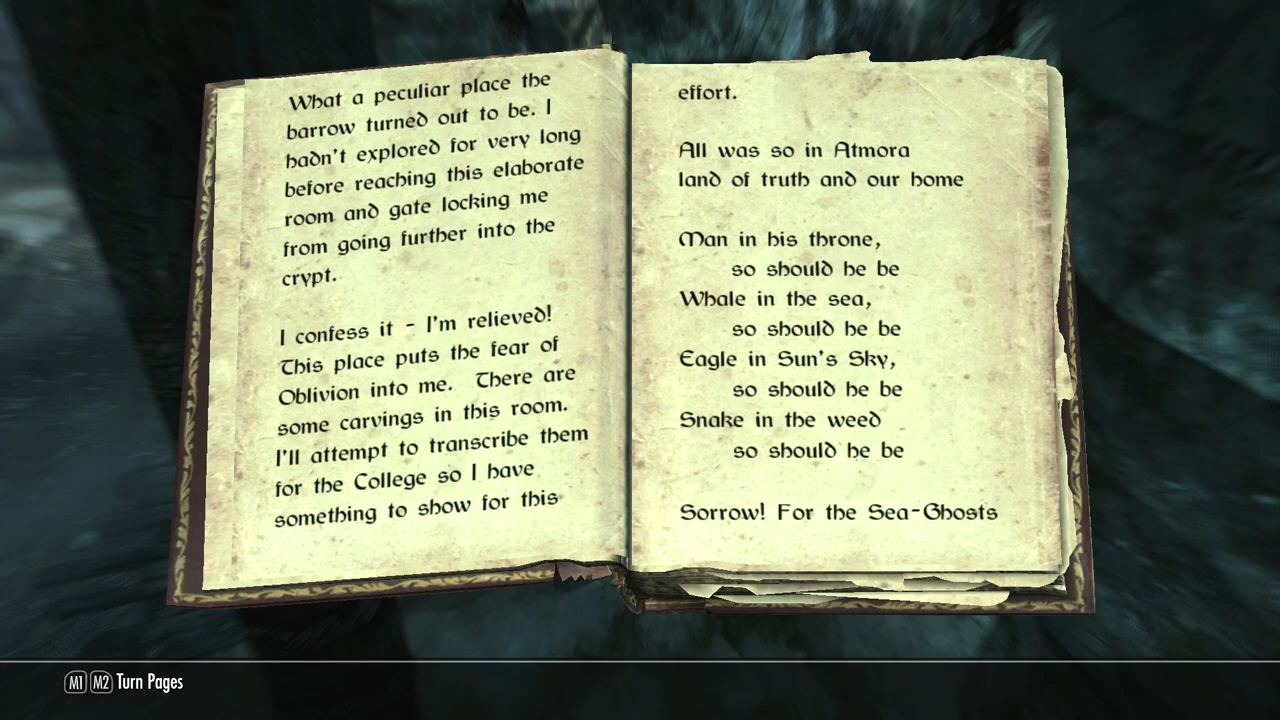 What a peculiar place the
barrow turned out to be. I
hadn't explored for very long
before reaching this elaborate
room and gate locking me
from going further into the
crypt.
I confess it - I'm relieved!
This place puts the fear of
Oblivion into me.  There are
some carvings in this room.
I'll attempt to transcribe them
for the College so I have
something to show for this
effort.
All was so in Atmora
land of truth and our home
Man in his throne,
so should he be
Whale in the sea,
so should he be
Eagle in Sun's Sky,
so should he be
Snake in the weed
so should he be
Sorrow! For the Sea-Ghosts
M1 M2 Turn Pages